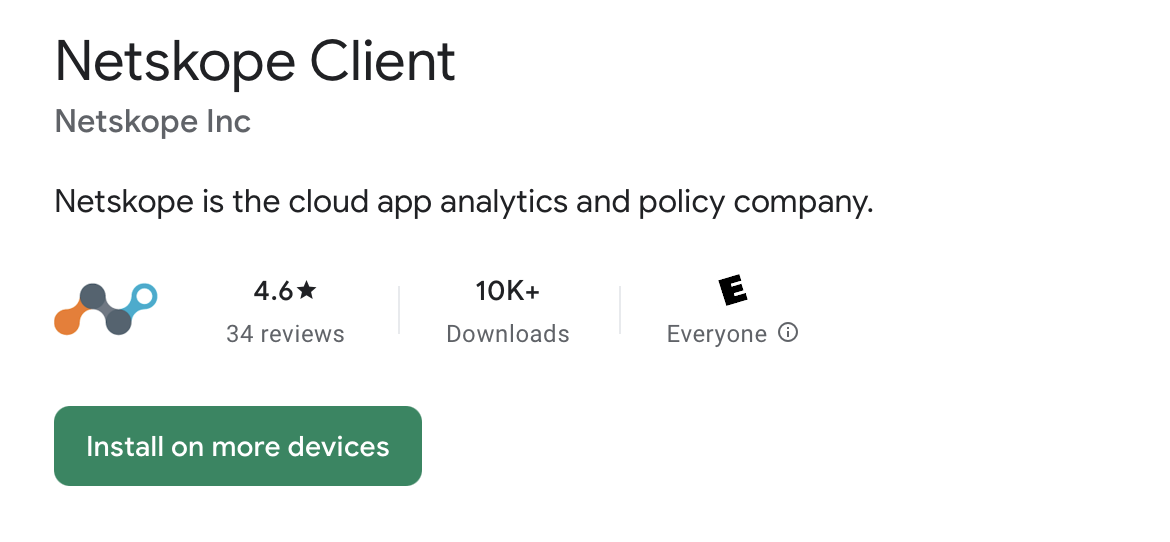 Netskope Client
Netskope Inc
Netskope is the cloud app analytics and policy company.
4.6★ 10K+ E
34 reviews Downloads Everyone ⓘ
Install on more devices